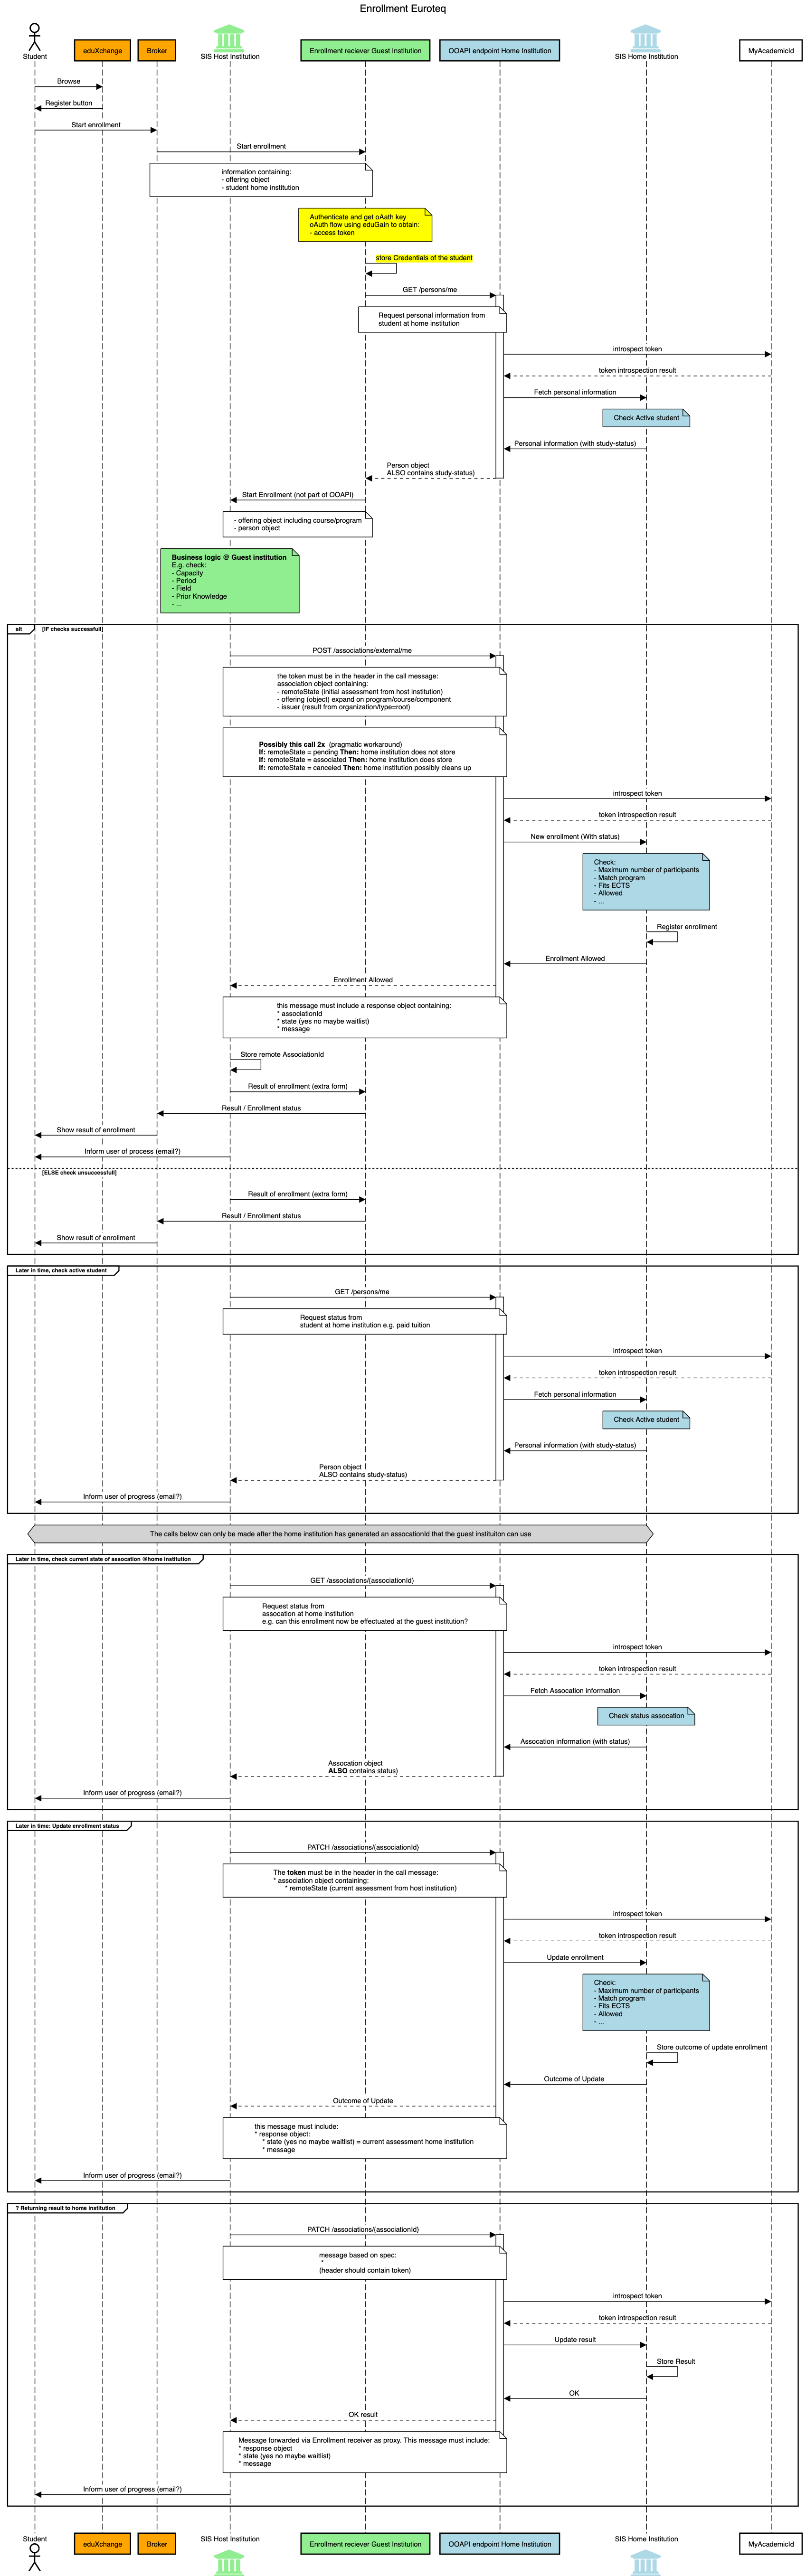 Enrollment Euroteq
Student
eduXchange
Broker
SIS Host Institution
Enrollment reciever Guest Institution
OOAPI endpoint Home Institution
SIS Home Institution
MyAcademicId
Browse
Register button
Start enrollment
Start enrollment
information containing:
- offering object
- student home institution
Authenticate and get oAath key
oAuth flow using eduGain to obtain:
- access token
store Credentials of the student
GET /persons/me
Request personal information from
student at home institution
introspect token
token introspection result
Fetch personal information
Check Active student
Personal information (with study-status)
Person object
ALSO contains study-status)
Start Enrollment (not part of OOAPI)
- offering object including course/program
- person object
Business logic @ Guest institution
E.g. check:
- Capacity
- Period
- Field
- Prior Knowledge
- ...
alt
[IF checks successfull]
POST /associations/external/me
the token must be in the header in the call message:
association object containing:
- remoteState (initial assessment from host institution)
- offering (object) expand on program/course/component
- issuer (result from organization/type=root)
Possibly this call 2x (pragmatic workaround)
If: remoteState = pending Then: home institution does not store
If: remoteState = associated Then: home institution does store
If: remoteState = canceled Then: home institution possibly cleans up
introspect token
token introspection result
New enrollment (With status)
Check:
- Maximum number of participants
- Match program
- Fits ECTS
- Allowed
- ...
Register enrollment
Enrollment Allowed
Enrollment Allowed
this message must include a response object containing:
* associationId
* state (yes no maybe waitlist)
* message
Store remote AssociationId
Result of enrollment (extra form)
Result / Enrollment status
Show result of enrollment
Inform user of process (email?)
[ELSE check unsuccessfull]
Result of enrollment (extra form)
Result / Enrollment status
Show result of enrollment
Later in time, check active student
GET /persons/me
Request status from
student at home institution e.g. paid tuition
introspect token
token introspection result
Fetch personal information
Check Active student
Personal information (with study-status)
Person object
ALSO contains study-status)
Inform user of progress (email?)
The calls below can only be made after the home institution has generated an assocationId that the guest instituiton can use
Later in time, check current state of assocation @home institution
GET /associations/{associationId}
Request status from
assocation at home institution
e.g. can this enrollment now be effectuated at the guest institution?
introspect token
token introspection result
Fetch Assocation information
Check status assocation
Assocation information (with status)
Assocation object
ALSO contains status)
Inform user of progress (email?)
Later in time: Update enrollment status
PATCH /associations/{associationId}
The token must be in the header in the call message:
* association object containing:
* remoteState (current assessment from host institution)
introspect token
token introspection result
Update enrollment
Check:
- Maximum number of participants
- Match program
- Fits ECTS
- Allowed
- ...
Store outcome of update enrollment
Outcome of Update
Outcome of Update
this message must include:
* response object:
* state (yes no maybe waitlist) = current assessment home institution
* message
Inform user of progress (email?)
? Returning result to home institution
PATCH /associations/{associationId}
message based on spec:
*
(header should contain token)
introspect token
token introspection result
Update result
Store Result
OK
OK result
Message forwarded via Enrollment receiver as proxy. This message must include:
* response object
* state (yes no maybe waitlist)
* message
Inform user of progress (email?)
Student
eduXchange
Broker
SIS Host Institution
Enrollment reciever Guest Institution
OOAPI endpoint Home Institution
SIS Home Institution
MyAcademicId